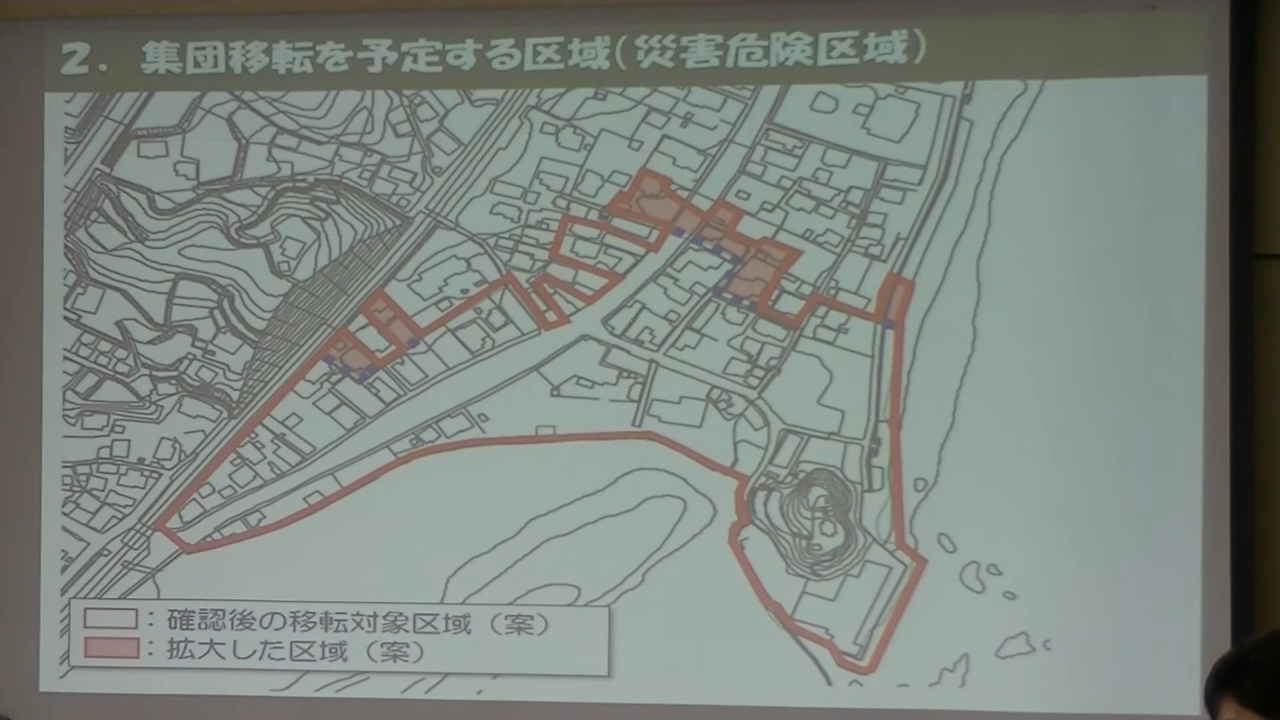 2. 集団移転を予定する区域(災害危険区域)
：確認後の移転対象区域（案）
：拡大した区域（案）